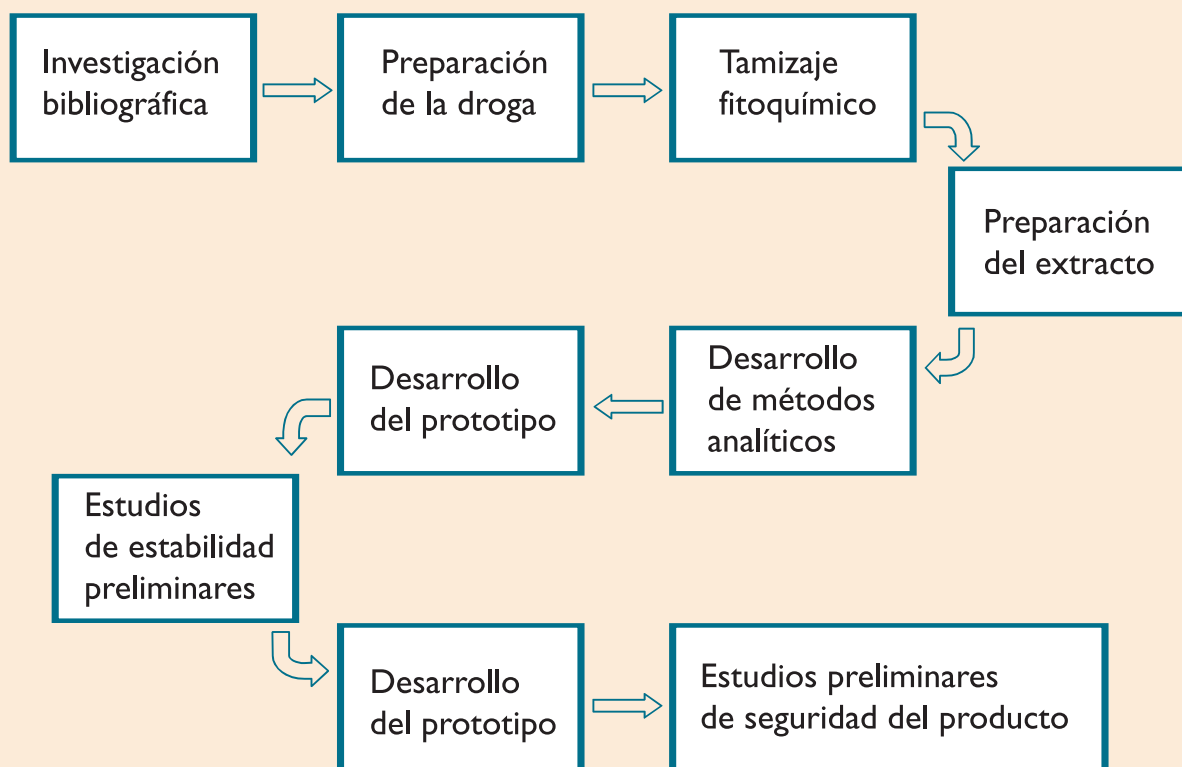 Investigación
bibliográfica
Preparación
de la droga
Tamizaje
fitoquímico
Preparación
del extracto
Desarrollo
de métodos
analíticos
Desarrollo
del prototipo
Estudios
de estabilidad
preliminares
Desarrollo
del prototipo
Estudios preliminares
de seguridad del producto